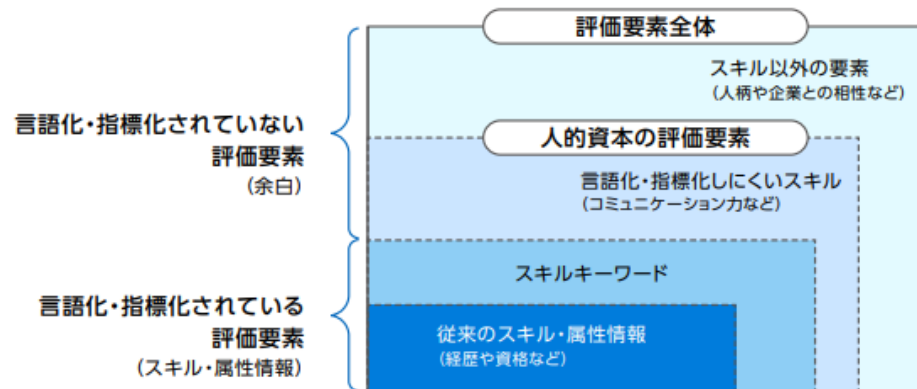 評価要素全体
スキル以外の要素
（人柄や企業との相性など）
言語化・指標化されていない
評価要素
（余白）
人的資本の評価要素
言語化・指標化しにくいスキル
（コミュニケーション力など）
スキルキーワード
言語化・指標化されている
評価要素
（スキル・属性情報）
従来のスキル・属性情報
（経歴や資格など）